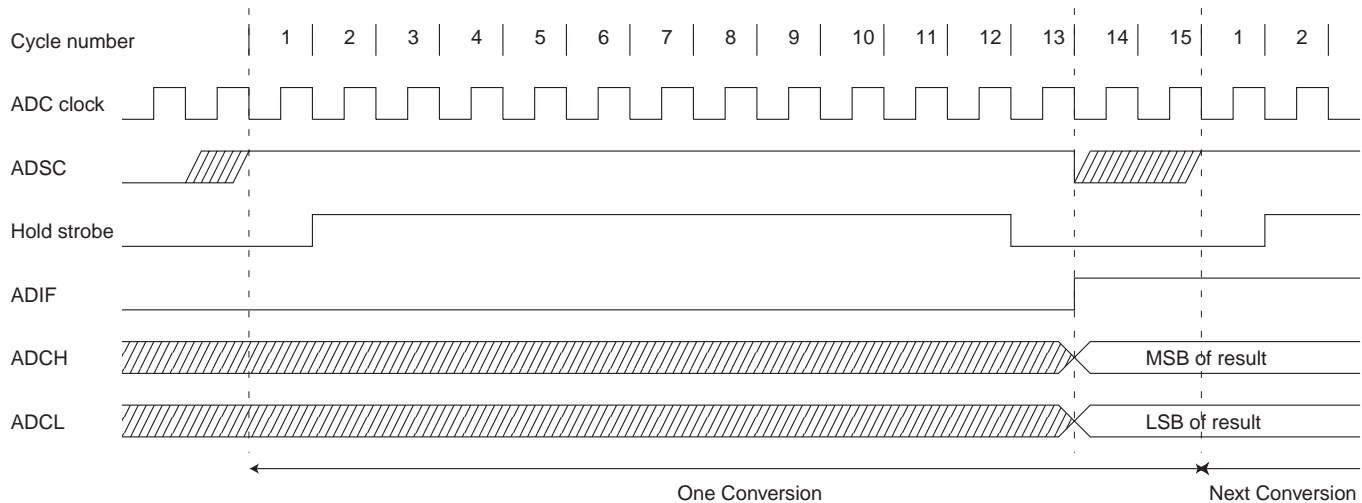 Cycle number 1 2 3 4 5 6 7 8 9 10 11 12 13 14 15 1 2
ADC clock
ADSC
Hold strobe
ADIF
ADCH MSB of result
ADCL LSB of result
One Conversion Next Conversion